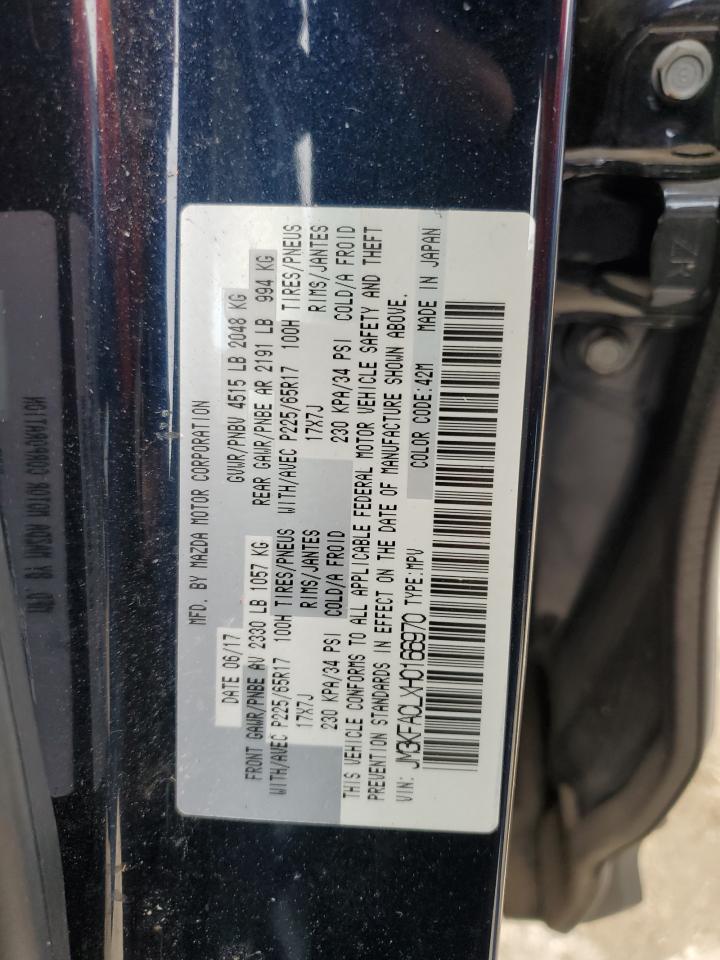 MFD. BY MAZDA MOTOR CORPORATION
DATE 06/17 GVWR/PNBV 4515 LB 2048 KG
FRONT GAWR/PNBE AV 2330 LB 1057 KG REAR GAWR/PNBE AR 2191 LB 994 KG
WITH/AVEC P225/65R17 100H TIRES/PNEUS WITH/AVEC P225/65R17 100H TIRES/PNEUS
17X7J RIMS/JANTES 17X7J RIMS/JANTES
230 KPA/34 PSI COLD/A FROID 230 KPA/34 PSI COLD/A FROID
THIS VEHICLE CONFORMS TO ALL APPLICABLE FEDERAL MOTOR VEHICLE SAFETY AND THEFT
PREVENTION STANDARDS IN EFFECT ON THE DATE OF MANUFACTURE SHOWN ABOVE.
VIN: JM3KFACLXH0166970 TYPE:MPV COLOR CODE:42M MADE IN JAPAN
ZR